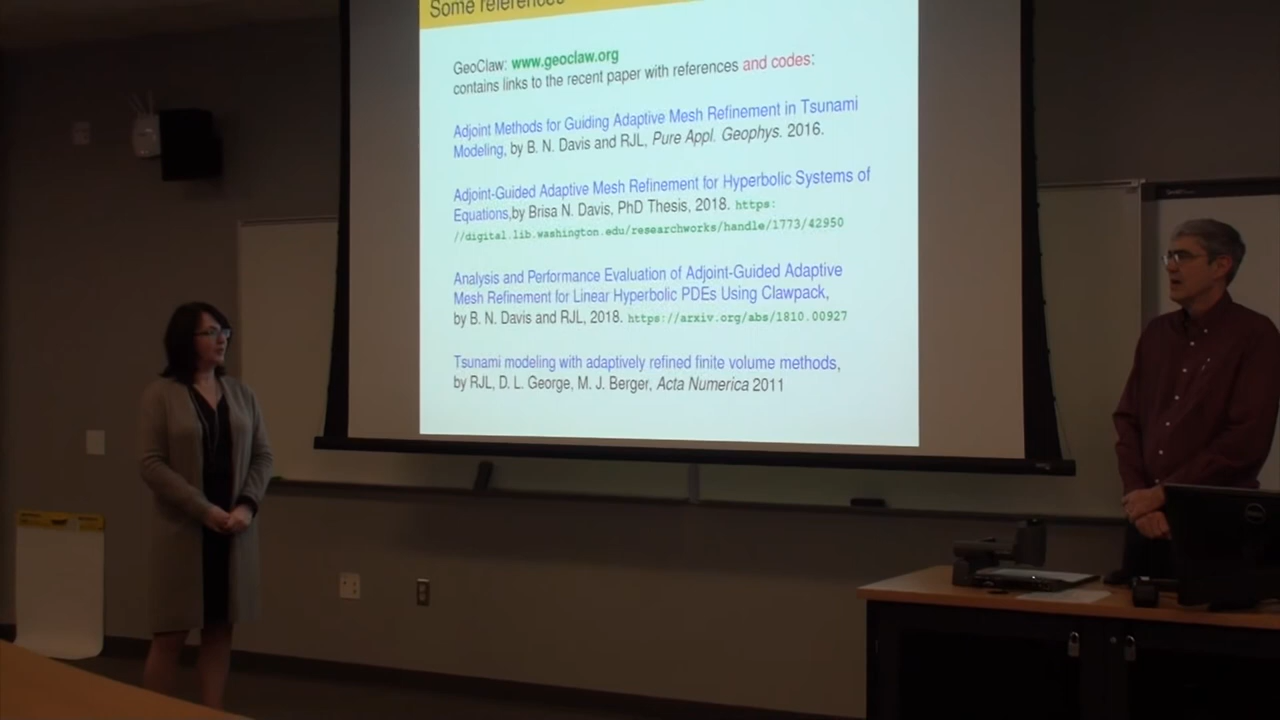 Some references
GeoClaw: www.geoclaw.org
contains links to the recent paper with references and codes:
Adjoint Methods for Guiding Adaptive Mesh Refinement in Tsunami
Modeling, by B. N. Davis and RJL, Pure Appl. Geophys. 2016.
Adjoint-Guided Adaptive Mesh Refinement for Hyperbolic Systems of
Equations,by Brisa N. Davis, PhD Thesis, 2018. https:
//digital.lib.washington.edu/researchworks/handle/1773/42950
Analysis and Performance Evaluation of Adjoint-Guided Adaptive
Mesh Refinement for Linear Hyperbolic PDEs Using Clawpack,
by B. N. Davis and RJL, 2018. https://arxiv.org/abs/1810.00927
Tsunami modeling with adaptively refined finite volume methods,
by RJL, D. L. George, M. J. Berger, Acta Numerica 2011
DELL